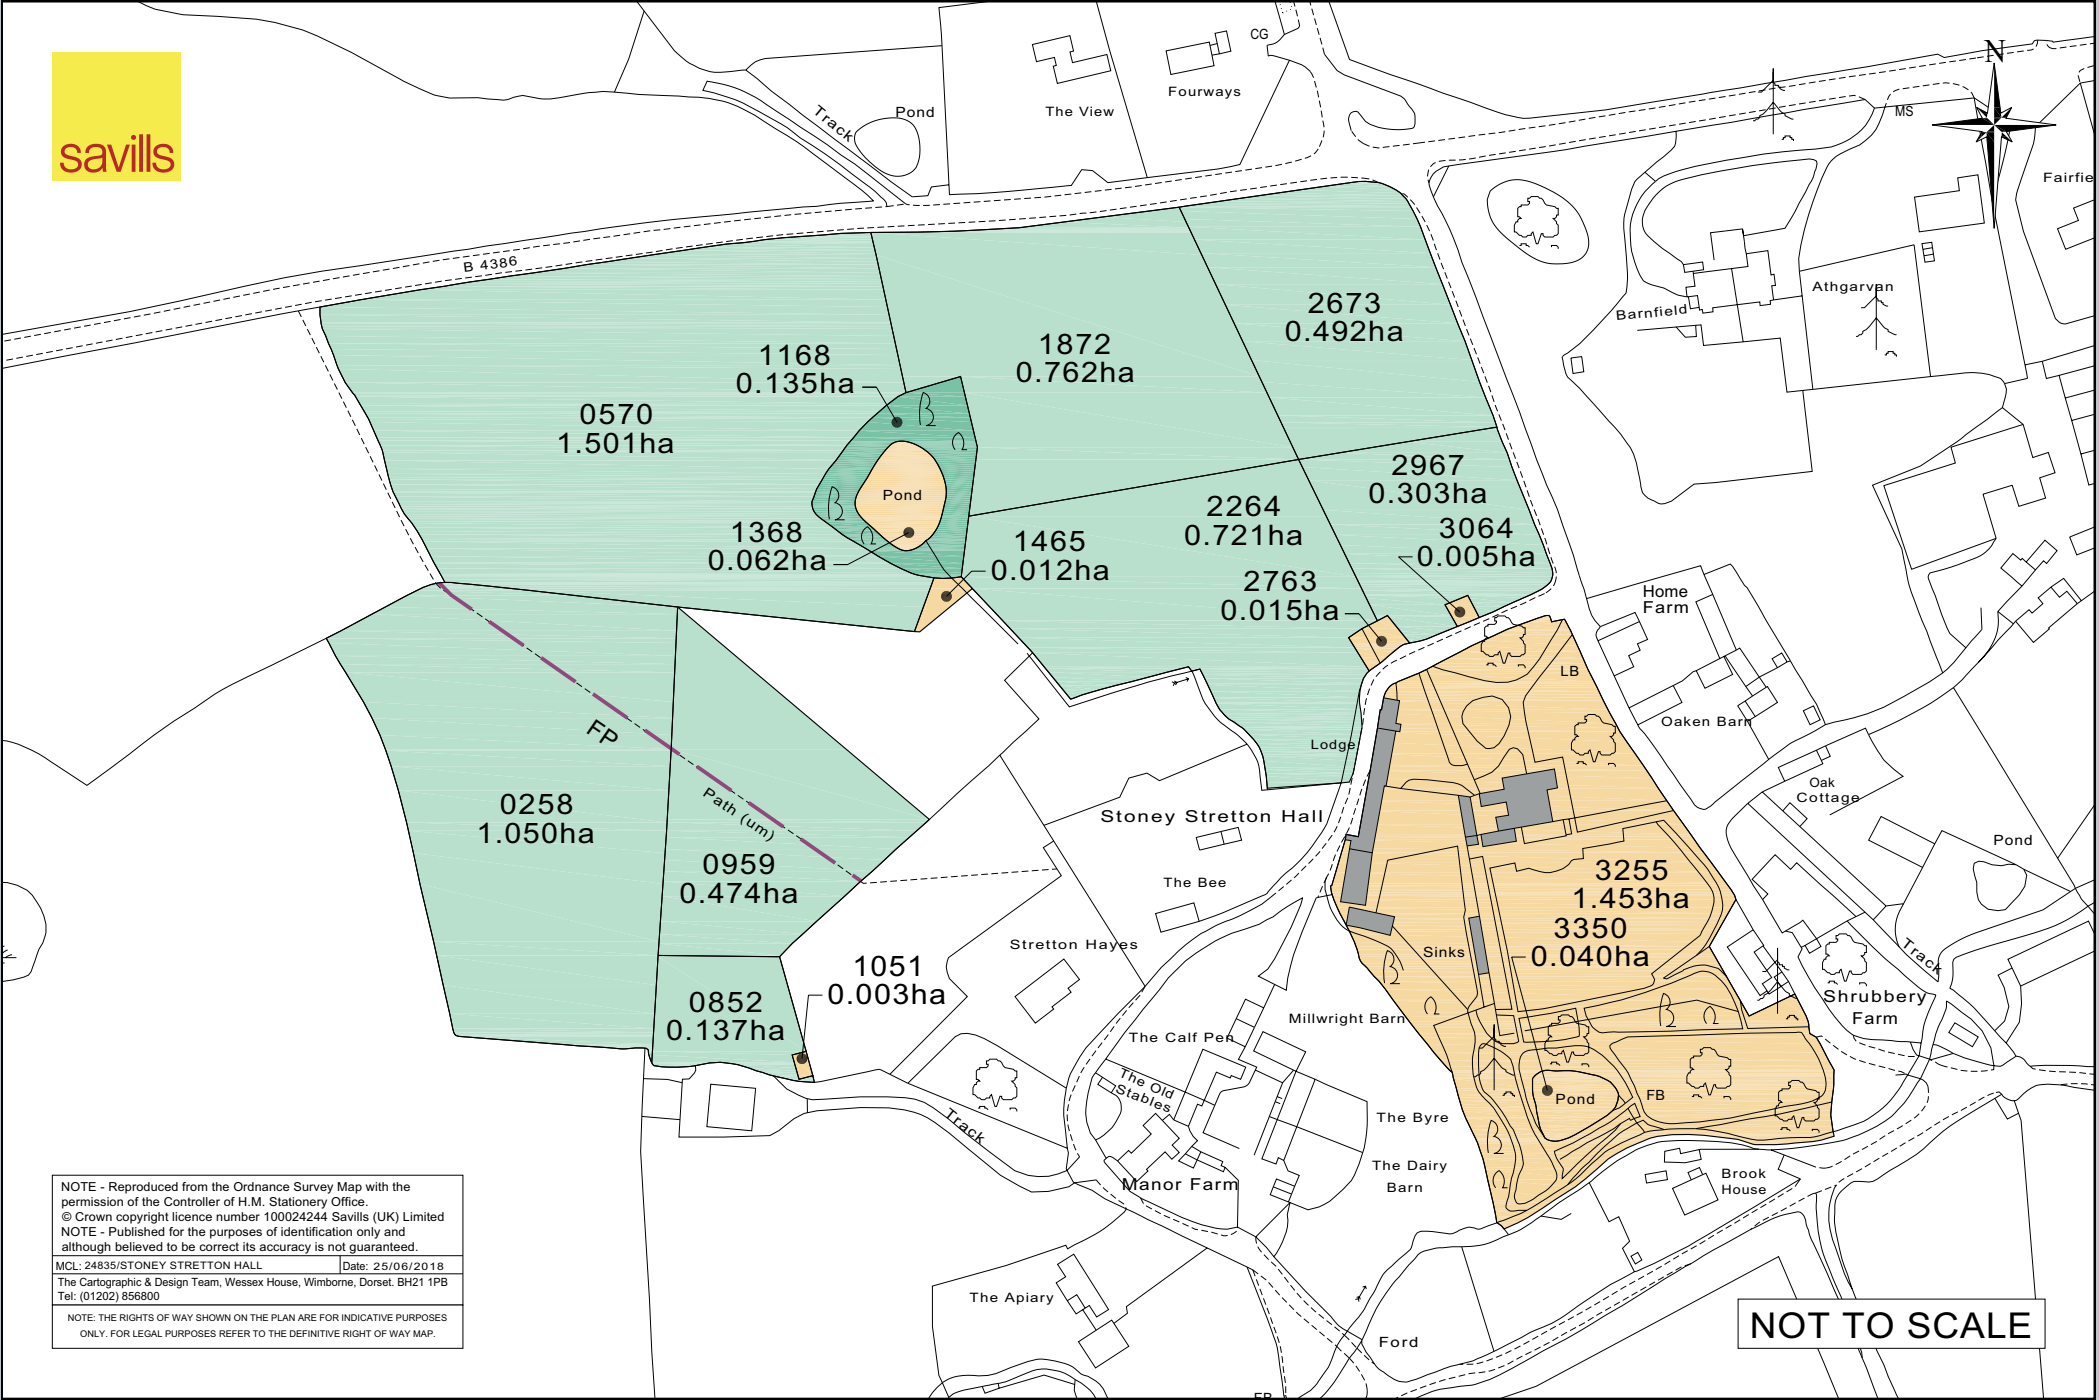 savills
CG
N
Track
Pond
The View
Fourways
MS
Fairfie
B 4386
Athgarvan
Barnfield
2673
0.492ha
1168
0.135ha
1872
0.762ha
0570
1.501ha
2967
0.303ha
Pond
2264
0.721ha
3064
0.005ha
1368
0.062ha
1465
0.012ha
2763
0.015ha
Home
Farm
LB
Oaken Barn
FP
Lodge
Oak
Cottage
0258
1.050ha
Path (um)
Stoney Stretton Hall
Pond
0959
0.474ha
The Bee
3255
1.453ha
3350
0.040ha
Stretton Hayes
Sinks
Track
1051
0.003ha
0852
0.137ha
Shrubbery
Farm
Millwright Barn
The Calf Pen
The Old
Stables
Pond
FB
The Byre
Track
The Dairy
Barn
Manor Farm
Brook
House
The Apiary
Ford
FB
NOTE - Reproduced from the Ordnance Survey Map with the
permission of the Controller of H.M. Stationery Office.
© Crown copyright licence number 100024244 Savills (UK) Limited
NOTE - Published for the purposes of identification only and
although believed to be correct its accuracy is not guaranteed.
MCL: 24835/STONEY STRETTON HALL Date: 25/06/2018
The Cartographic & Design Team, Wessex House, Wimborne, Dorset. BH21 1PB
Tel: (01202) 856800
NOTE: THE RIGHTS OF WAY SHOWN ON THE PLAN ARE FOR INDICATIVE PURPOSES
ONLY. FOR LEGAL PURPOSES REFER TO THE DEFINITIVE RIGHT OF WAY MAP.
NOT TO SCALE